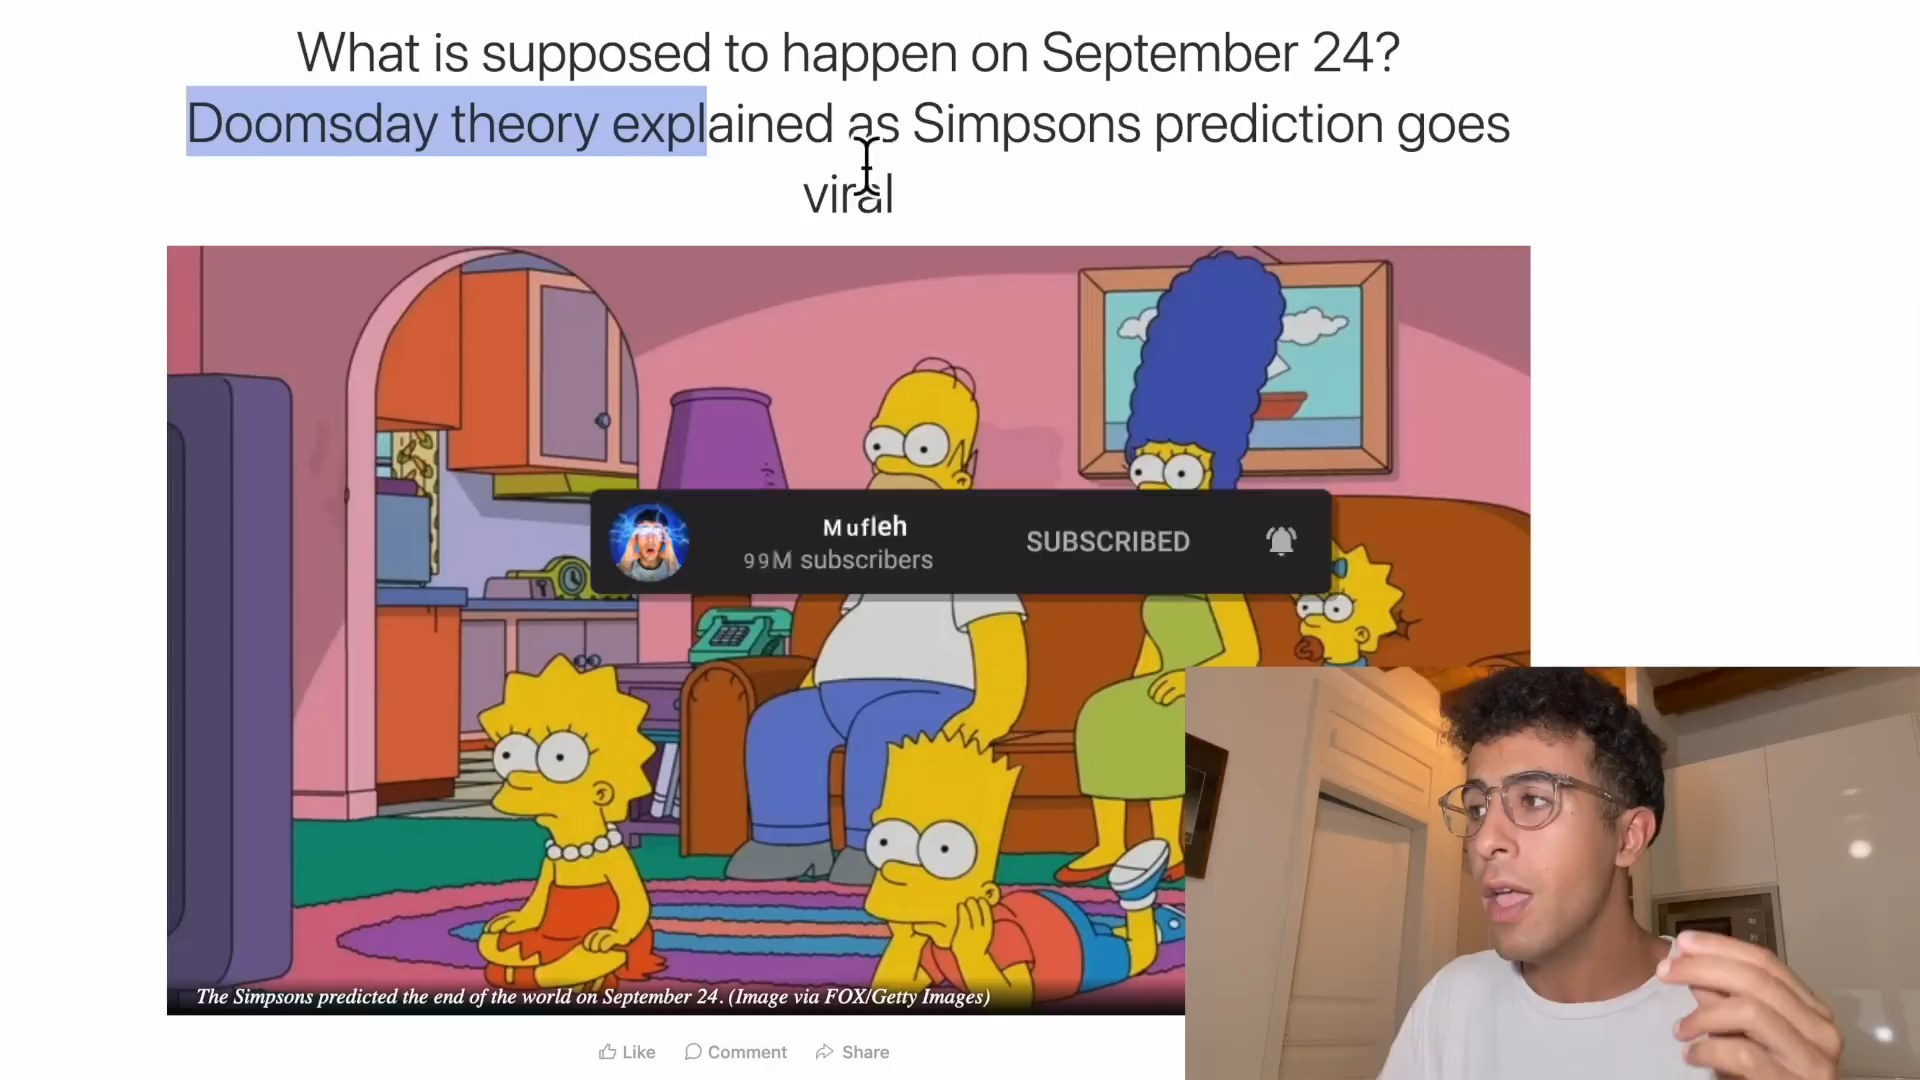 What is supposed to happen on September 24?
Doomsday theory explained as Simpsons prediction goes
viral
Mufleh
99M subscribers
SUBSCRIBED
The Simpsons predicted the end of the world on September 24. (Image via FOX/Getty Images)
Like Comment Share